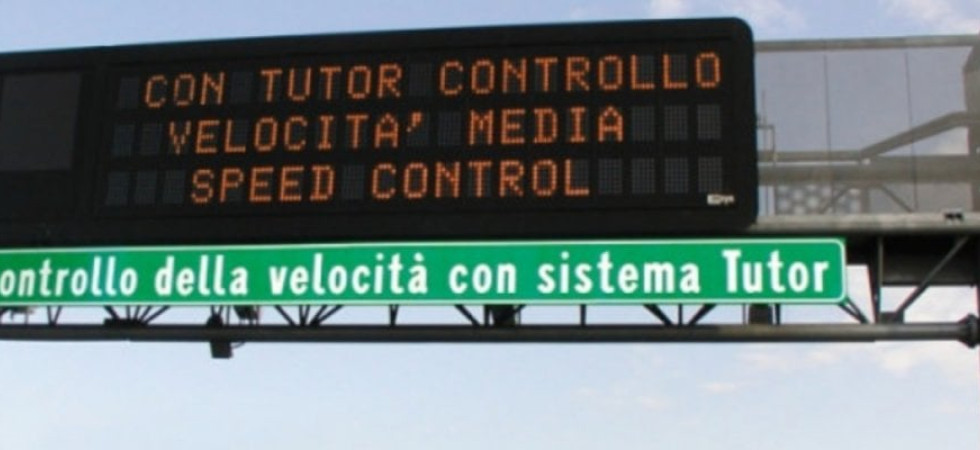 CON TUTOR CONTROLLO
VELOCITA' MEDIA
SPEED CONTROL
ontrollo della velocità con sistema Tutor